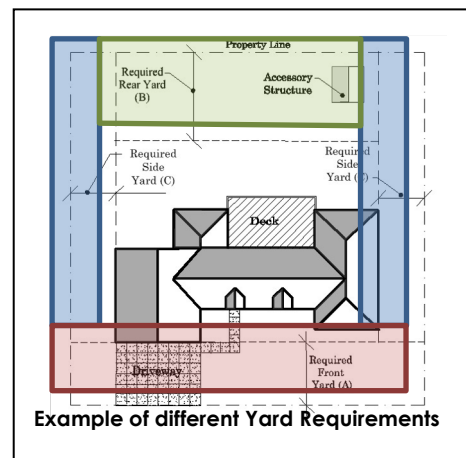 Property Line
Required
Rear Yard
(B)
Accessory
Structure
Required
Side
Yard (C)
Required
Side
Yard (C)
Deck
Driveway
Required
Front
Yard (A)
Example of different Yard Requirements